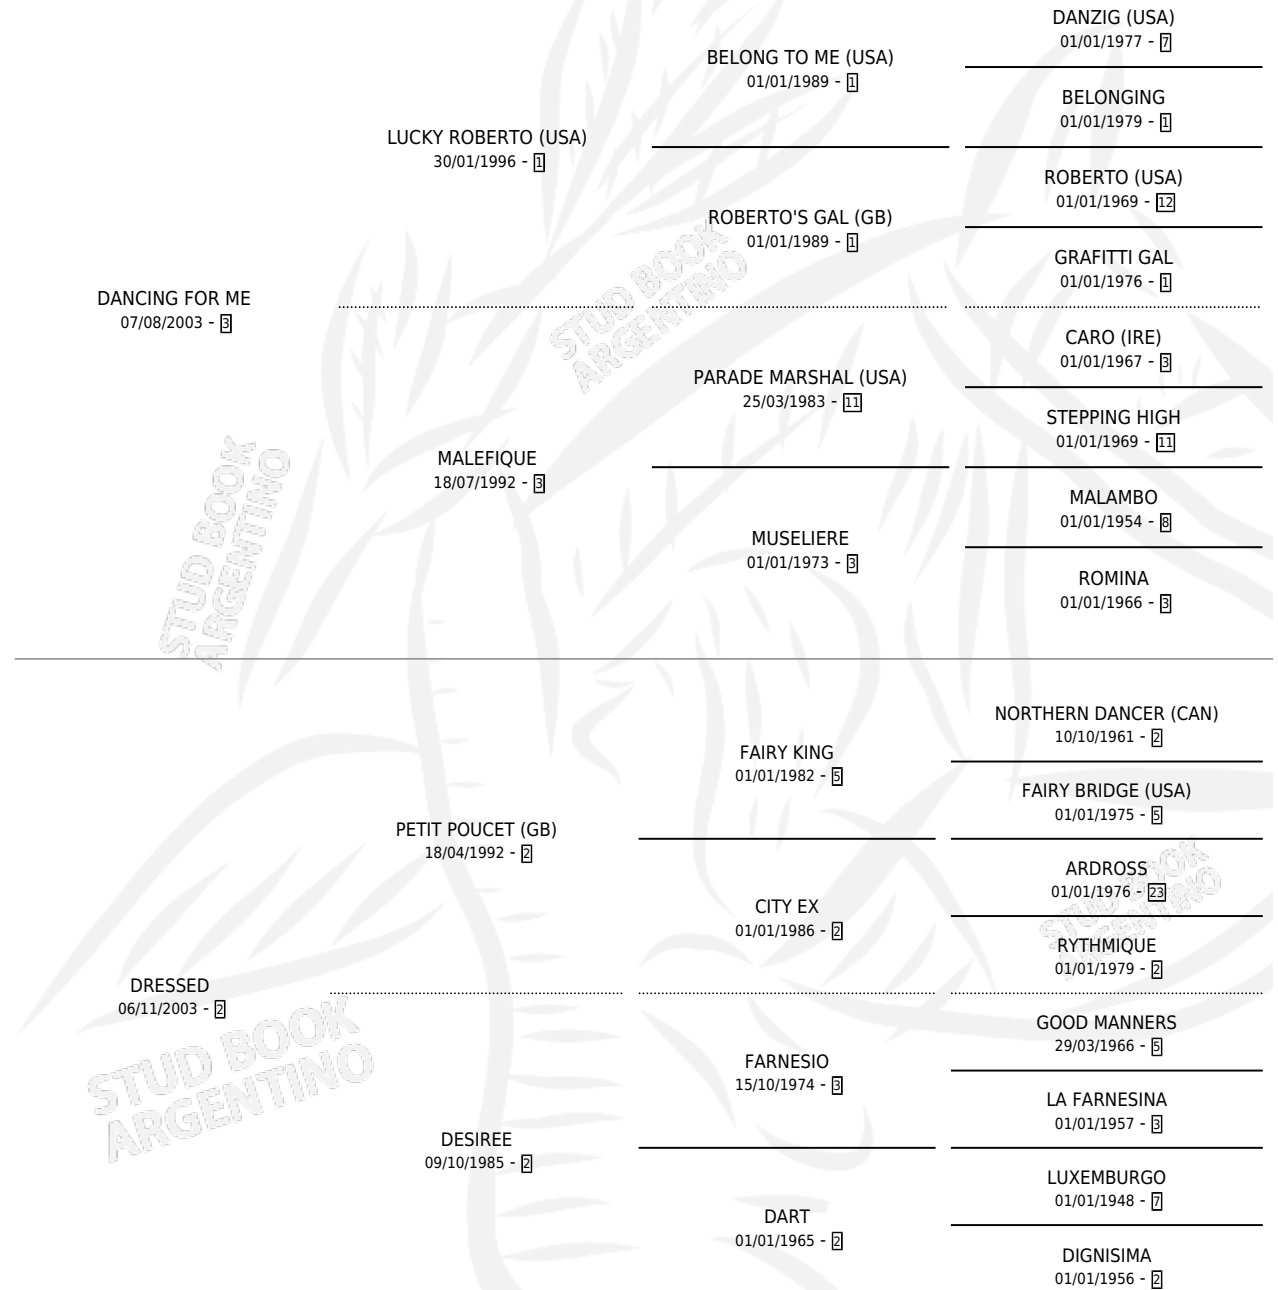 DANCING FOR ME
07/08/2003 - 3
LUCKY ROBERTO (USA)
30/01/1996 - 1
BELONG TO ME (USA)
01/01/1989 - 1
DANZIG (USA)
01/01/1977 - 7
BELONGING
01/01/1979 - 1
ROBERTO'S GAL (GB)
01/01/1989 - 1
ROBERTO (USA)
01/01/1969 - 12
GRAFITTI GAL
01/01/1976 - 1
MALEFIQUE
18/07/1992 - 3
PARADE MARSHAL (USA)
25/03/1983 - 11
CARO (IRE)
01/01/1967 - 3
STEPPING HIGH
01/01/1969 - 11
MUSELIERE
01/01/1973 - 3
MALAMBO
01/01/1954 - 8
ROMINA
01/01/1966 - 3
DRESSED
06/11/2003 - 2
PETIT POUCET (GB)
18/04/1992 - 2
FAIRY KING
01/01/1982 - 5
NORTHERN DANCER (CAN)
10/10/1961 - 2
FAIRY BRIDGE (USA)
01/01/1975 - 5
CITY EX
01/01/1986 - 2
ARDROSS
01/01/1976 - 23
RYTHMIQUE
01/01/1979 - 2
DESIREE
09/10/1985 - 2
FARNESIO
15/10/1974 - 3
GOOD MANNERS
29/03/1966 - 5
LA FARNESINA
01/01/1957 - 3
DART
01/01/1965 - 2
LUXEMBURGO
01/01/1948 - 7
DIGNISIMA
01/01/1956 - 2
STUD BOOK
ARGENTINO
STUD BOOK
ARGENTINO
STUD BOOK
ARGENTINO
STUD BOOK
ARGENTINO